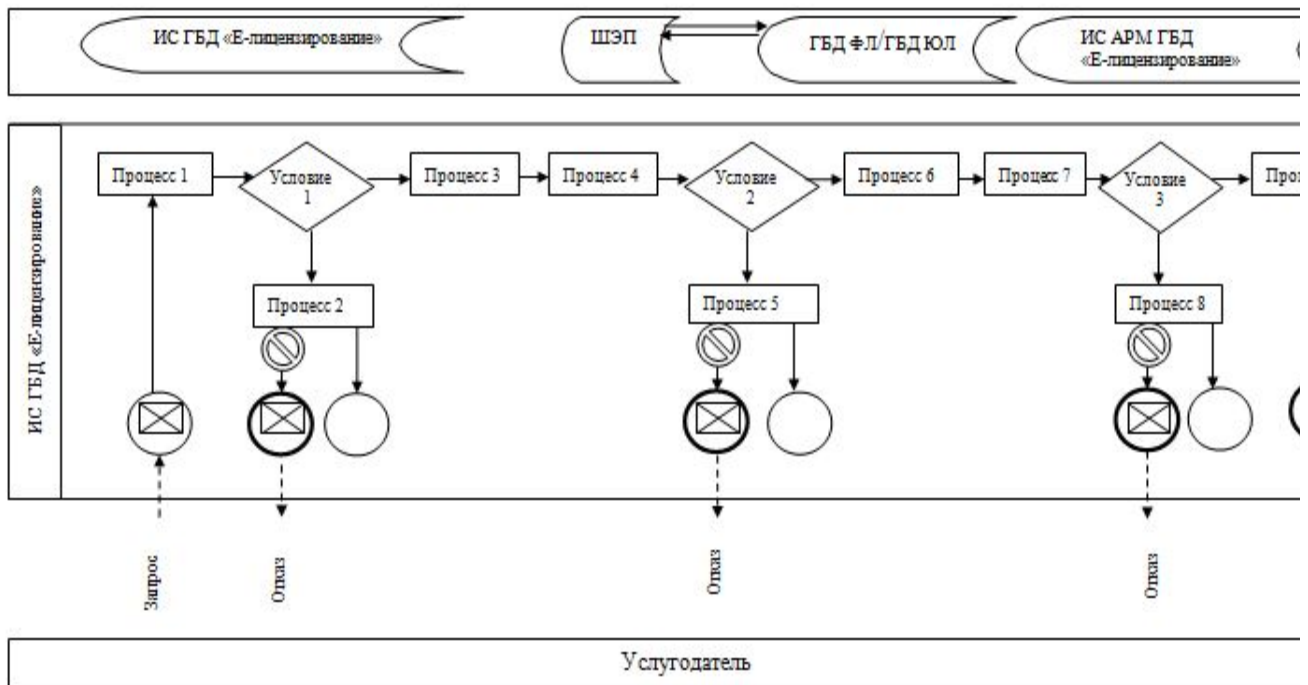 ИС ГБД «Е-лицензирование»
ШЭП
ГБД ФЛ/ГБД ЮЛ
ИС АРМ ГБД
«Е-лицензирование»
ИС ГБД «Е-лицензирование»
Процесс 1
Условие
1
Процесс 3
Процесс 4
Условие
2
Процесс 6
Процесс 7
Условие
3
Процесс 2
Процесс 5
Процесс 8
Запрос
Отказ
Отказ
Отказ
Услугодатель